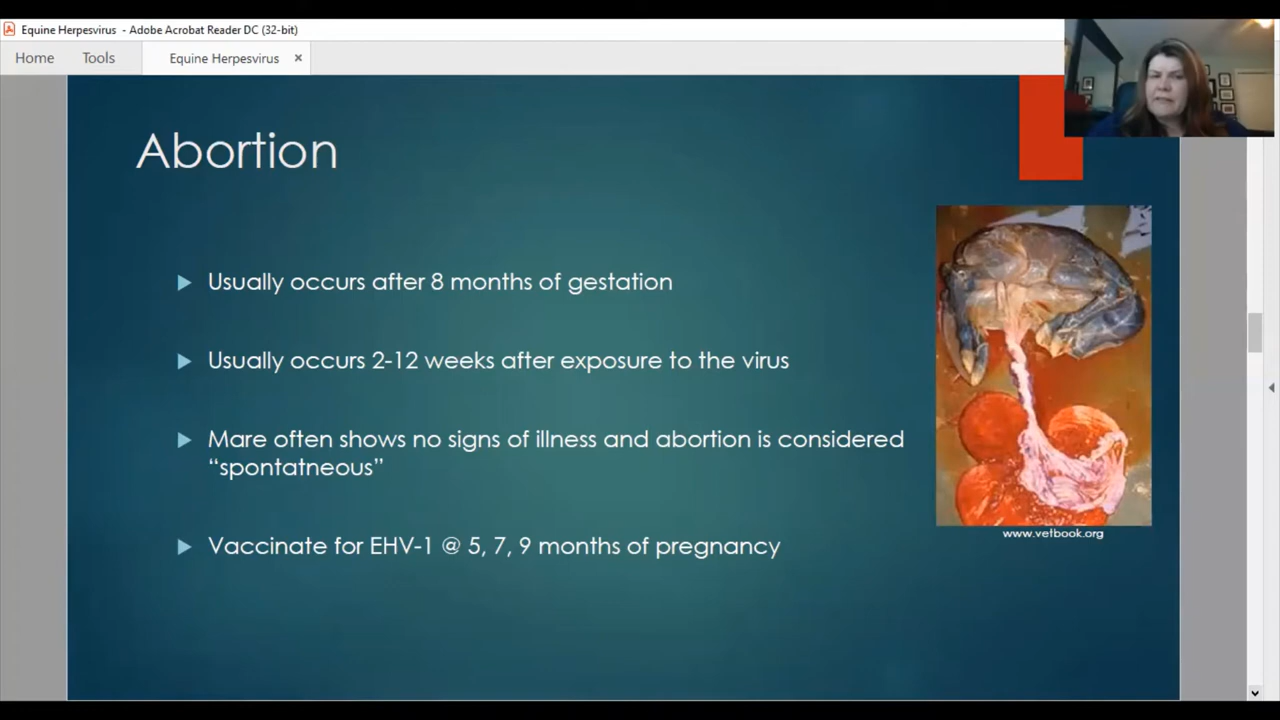 Equine Herpesvirus - Adobe Acrobat Reader DC (32-bit)
Home Tools Equine Herpesvirus ×
Abortion
Usually occurs after 8 months of gestation
Usually occurs 2-12 weeks after exposure to the virus
Mare often shows no signs of illness and abortion is considered
“spontatneous”
Vaccinate for EHV-1 @ 5, 7, 9 months of pregnancy
www.vetbook.org